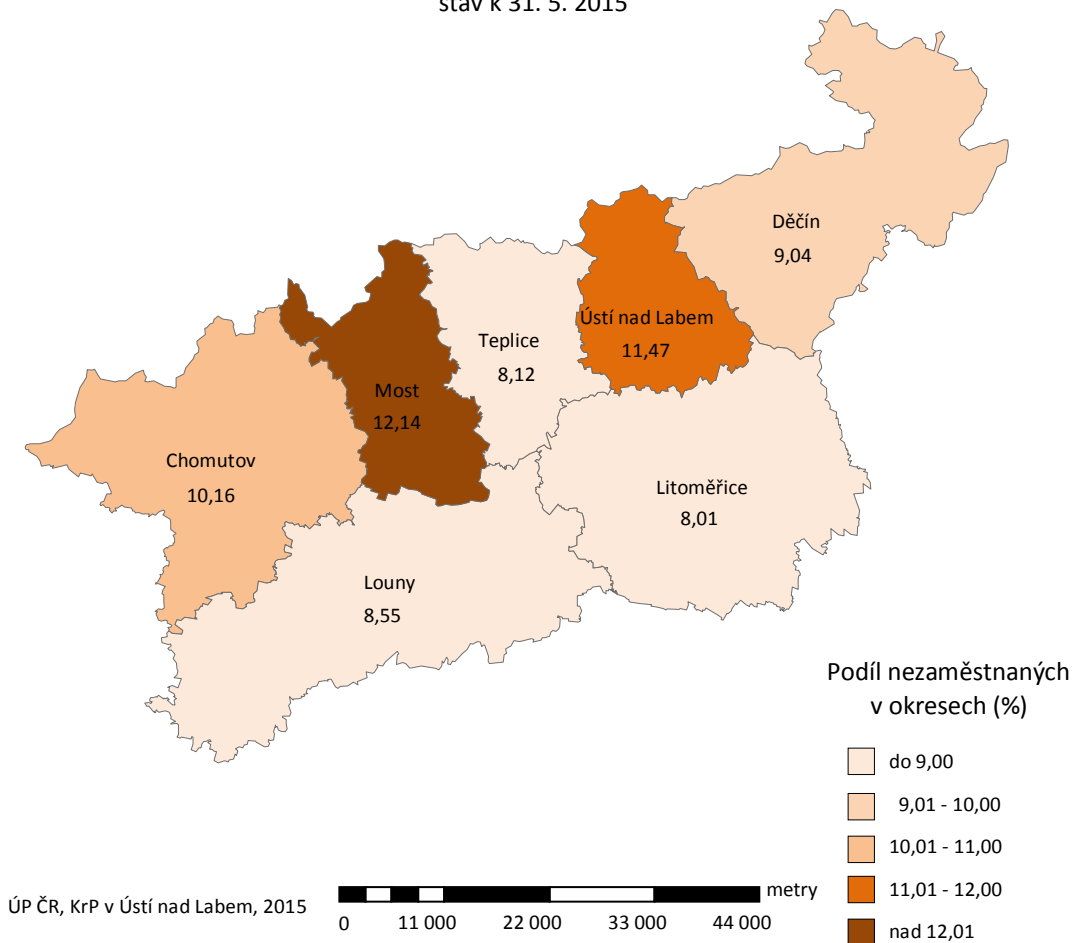 stav k 31. 5. 2015
Děčín
9,04
Ústí nad Labem
11,47
Teplice
8,12
Most
12,14
Chomutov
10,16
Litoměřice
8,01
Louny
8,55
Podíl nezaměstnaných
v okresech (%)
do 9,00
9,01 - 10,00
10,01 - 11,00
11,01 - 12,00
nad 12,01
metry
0 11 000 22 000 33 000 44 000
ÚP ČR, KrP v Ústí nad Labem, 2015